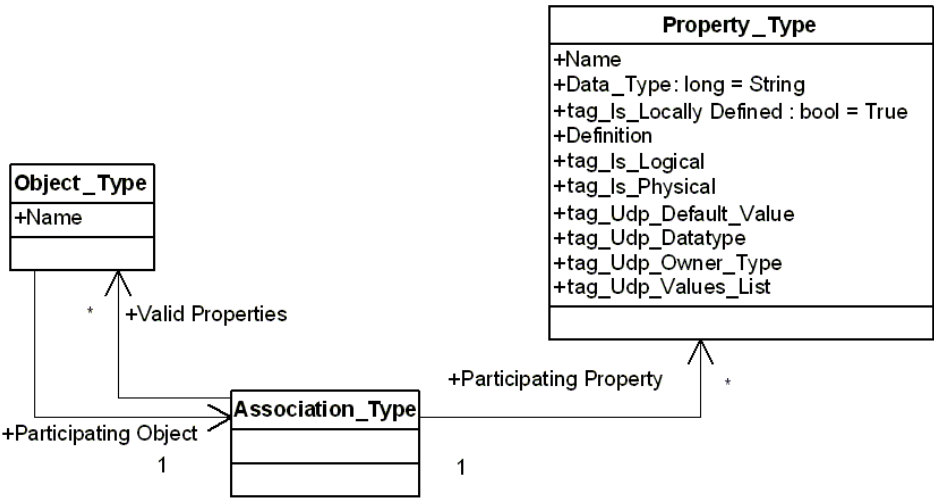 Property_Type
+Name
+Data_Type: long = String
+tag_Is_Locally Defined : bool = True
+Definition
+tag_Is_Logical
+tag_Is_Physical
+tag_Udp_Default_Value
+tag_Udp_Datatype
+tag_Udp_Owner_Type
+tag_Udp_Values_List
Object_Type
+Name
*
+Valid Properties
+Participating Property
*
Association_Type
+Participating Object
1
1